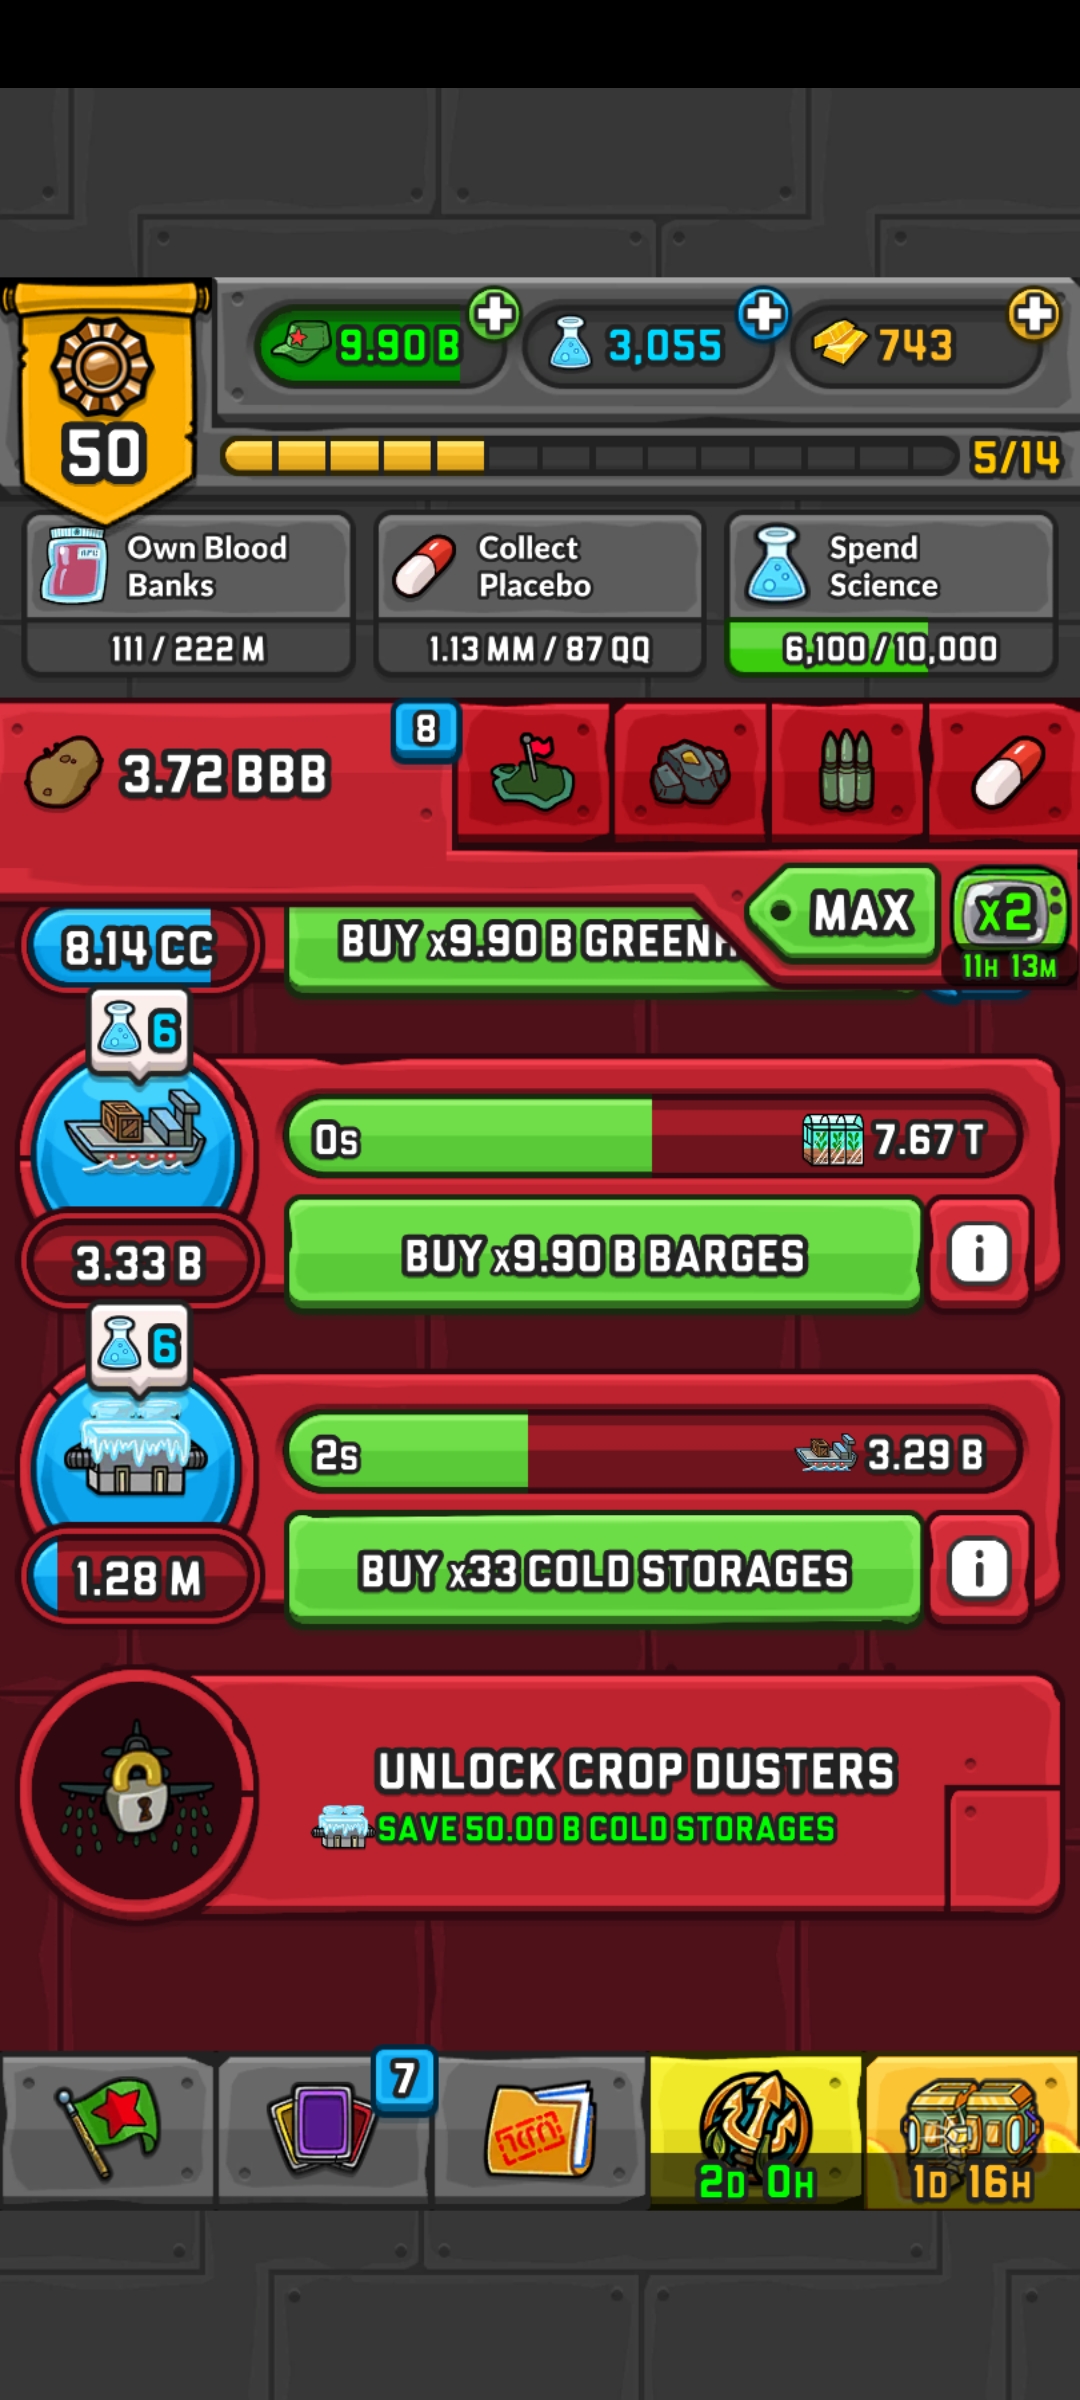 9.90 B
3,055
743
50
5/14
Own Blood
Banks
111 / 222 M
Collect
Placebo
1.13 MM / 87 QQ
Spend
Science
6,100 / 10,000
3.72 BBB
8
MAX
x2
11H 13M
8.14 CC
BUY x9.90 B GREENH
6
0s
7.67 T
3.33 B
BUY x9.90 B BARGES
i
6
2s
3.29 B
1.28 M
BUY x33 COLD STORAGES
i
UNLOCK CROP DUSTERS
SAVE 50.00 B COLD STORAGES
7
2D 0H
1D 16H